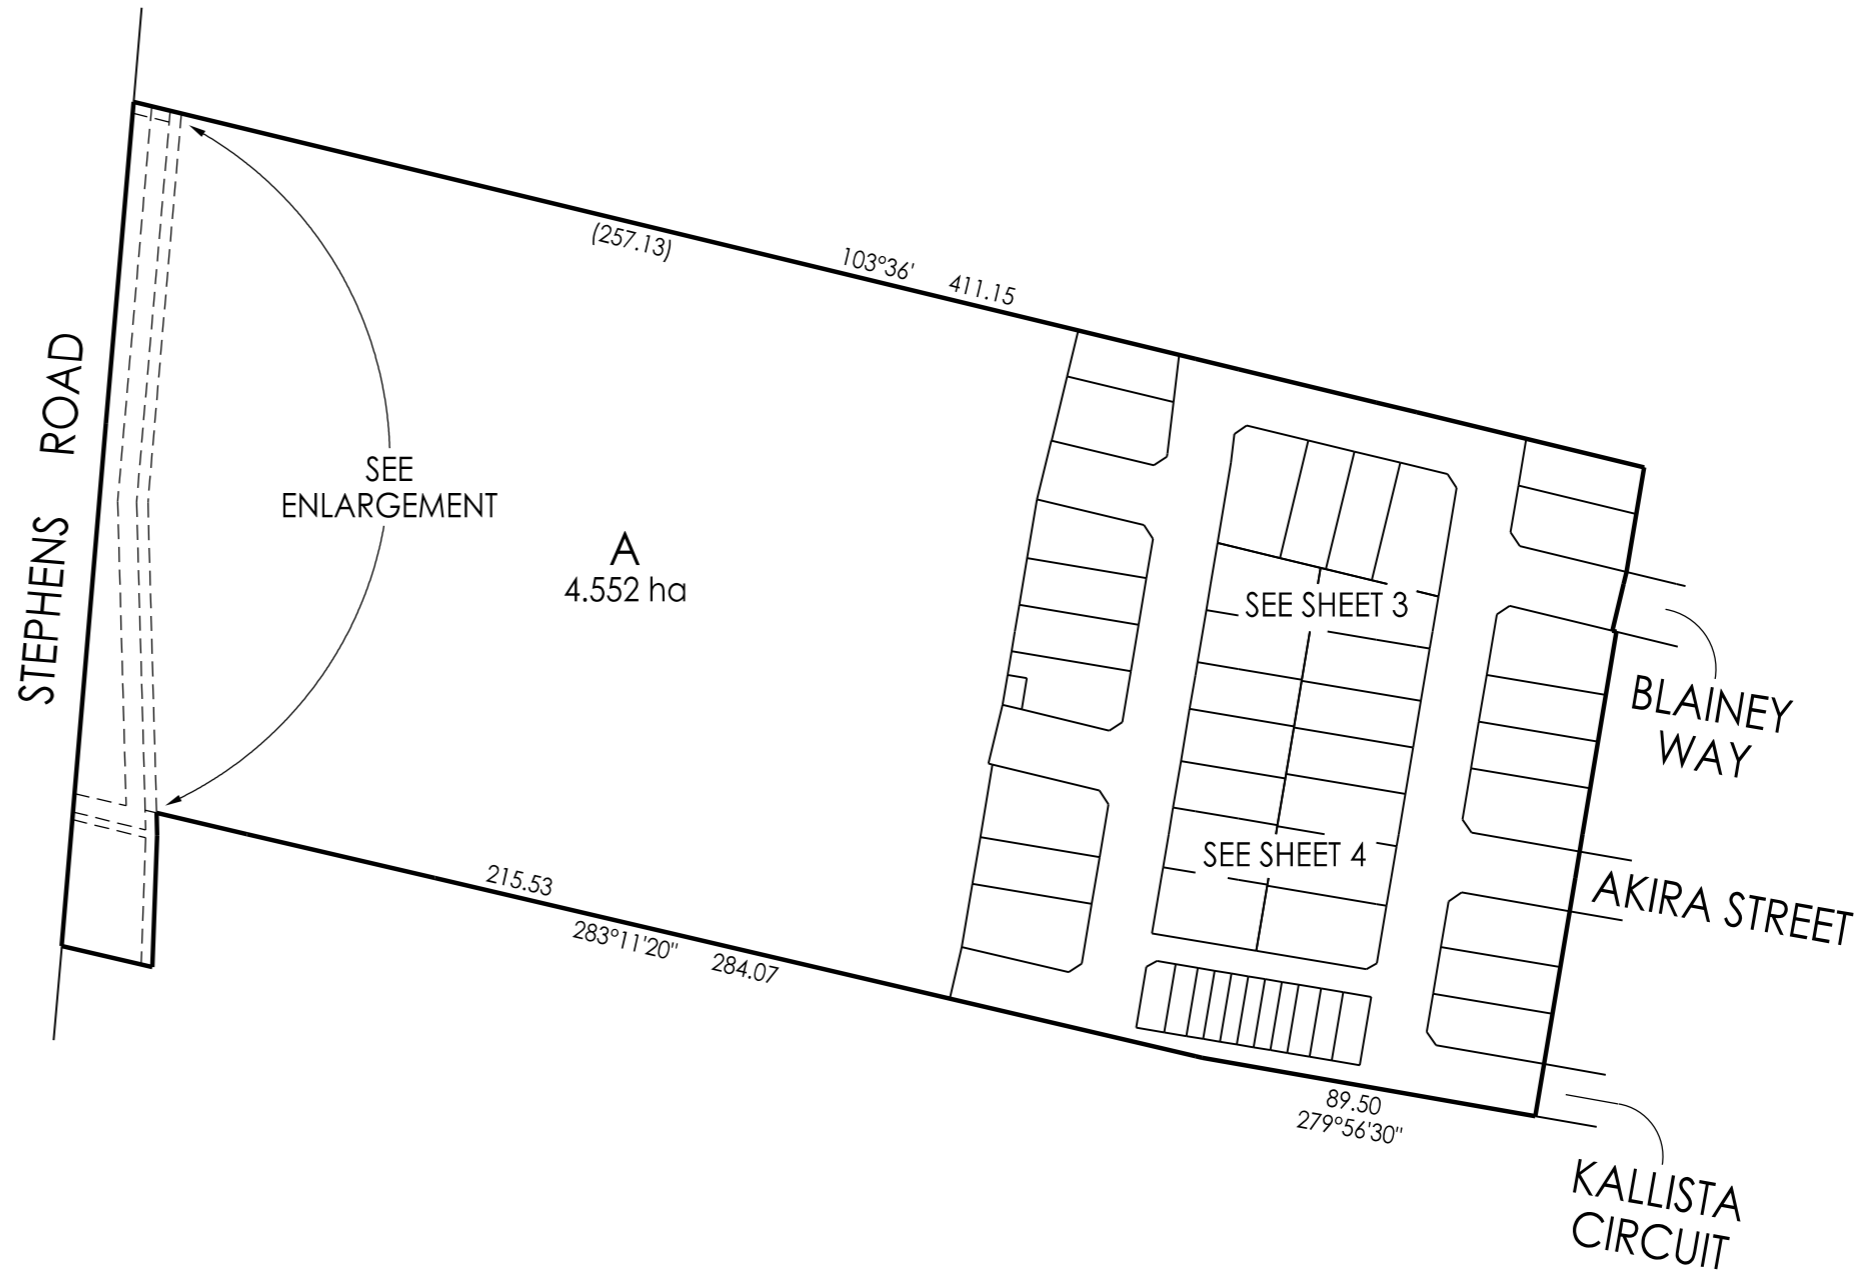 (257.13)
103°36' 411.15
STEPHENS ROAD
SEE
ENLARGEMENT
A
4.552 ha
SEE SHEET 3
BLAINEY
WAY
SEE SHEET 4
215.53
AKIRA STREET
283°11'20" 284.07
89.50
279°56'30"
KALLISTA
CIRCUIT